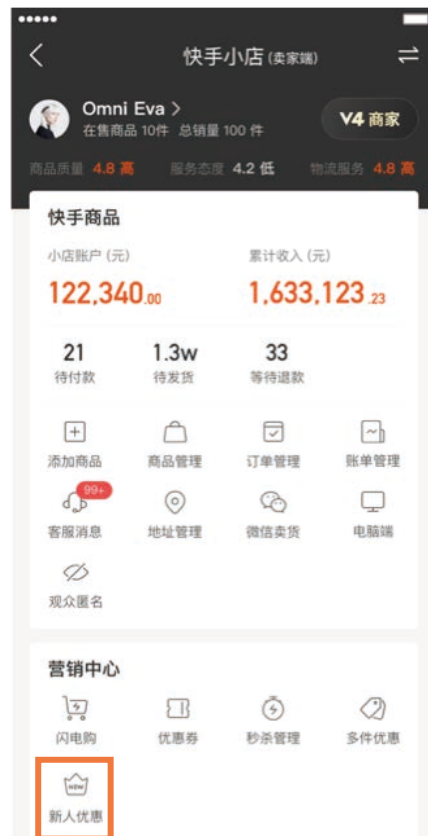 快手小店(卖家端)
Omni Eva >
在售商品 10件 总销量 100 件
V4 商家
商品质量 4.8 高 服务态度 4.2 低 物流服务 4.8 高
快手商品
小店账户 (元) 累计收入 (元)
122,340.00 1,633,123.23
21 1.3w 33
待付款 待发货 等待退款
添加商品 商品管理 订单管理 账单管理
99+
客服消息 地址管理 微信卖货 电脑端
观众匿名
营销中心
闪电购 优惠券 秒杀管理 多件优惠
NEW
新人优惠